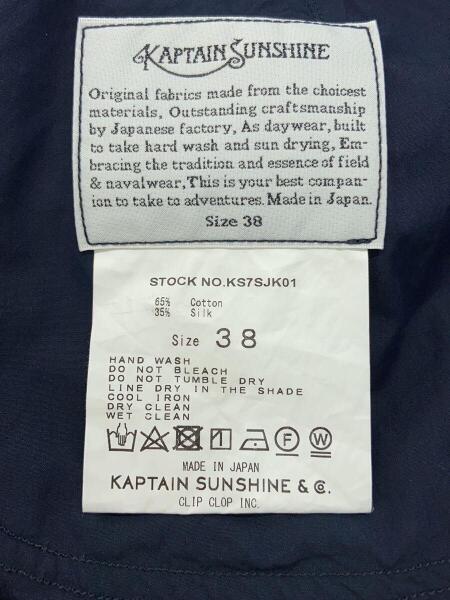 KAPTAIN SUNSHINE
Original fabrics made from the choicest
materials, Outstanding craftsmanship
by Japanese factory, As daywear, built
to take hard wash and sun drying, Em-
bracing the tradition and essence of field
& navalwear, This is your best compan-
ion to take to adventures. Made in Japan.
Size 38
STOCK NO.KS7SJK01
65% Cotton
35% Silk
Size 38
HAND WASH
DO NOT BLEACH
DO NOT TUMBLE DRY
LINE DRY IN THE SHADE
COOL IRON
DRY CLEAN
WET CLEAN
F W
MADE IN JAPAN
KAPTAIN SUNSHINE & Co.
CLIP CLOP INC.